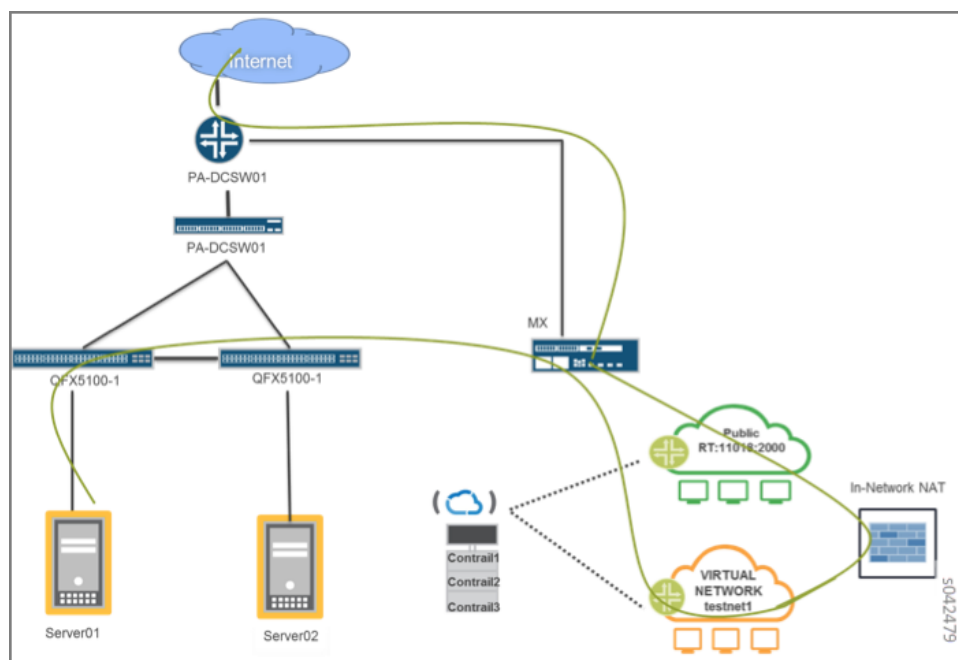 Internet
PA-DCSW01
PA-DCSW01
MX
QFX5100-1
QFX5100-1
Public
RT:11018:2000
In-Network NAT
Contrail1
Contrail2
Contrail3
VIRTUAL
NETWORK
testnet1
Server01
Server02
s042479